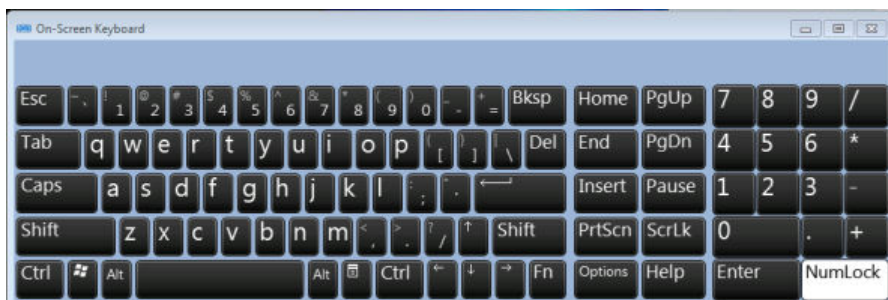 On-Screen Keyboard
Esc ~ ` ! 1 @ 2 # 3 $ 4 % 5 ^ 6 & 7 * 8 ( 9 ) 0 _ - + = Bksp Home PgUp 7 8 9 /
Tab q w e r t y u i o p { [ } ] | \ Del End PgDn 4 5 6 *
Caps a s d f g h j k l : ; " ' Insert Pause 1 2 3 -
Shift z x c v b n m < , > . ? / ↑ Shift PrtScn ScrLk 0 . +
Ctrl Alt Alt Ctrl ← ↓ → Fn Options Help Enter NumLock